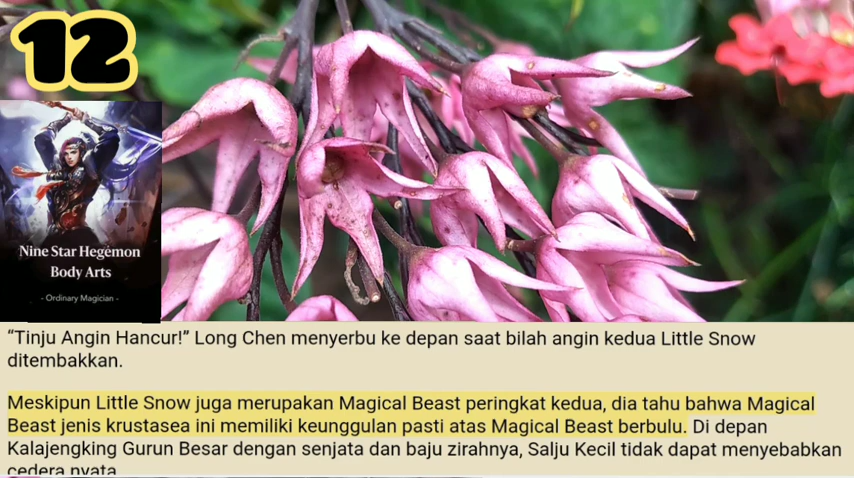 12
Nine Star Hegemon
Body Arts
- Ordinary Magician -
“Tinju Angin Hancur!” Long Chen menyerbu ke depan saat bilah angin kedua Little Snow
ditembakkan.
Meskipun Little Snow juga merupakan Magical Beast peringkat kedua, dia tahu bahwa Magical
Beast jenis krustasea ini memiliki keunggulan pasti atas Magical Beast berbulu. Di depan
Kalajengking Gurun Besar dengan senjata dan baju zirahnya, Salju Kecil tidak dapat menyebabkan
cedera nyata.